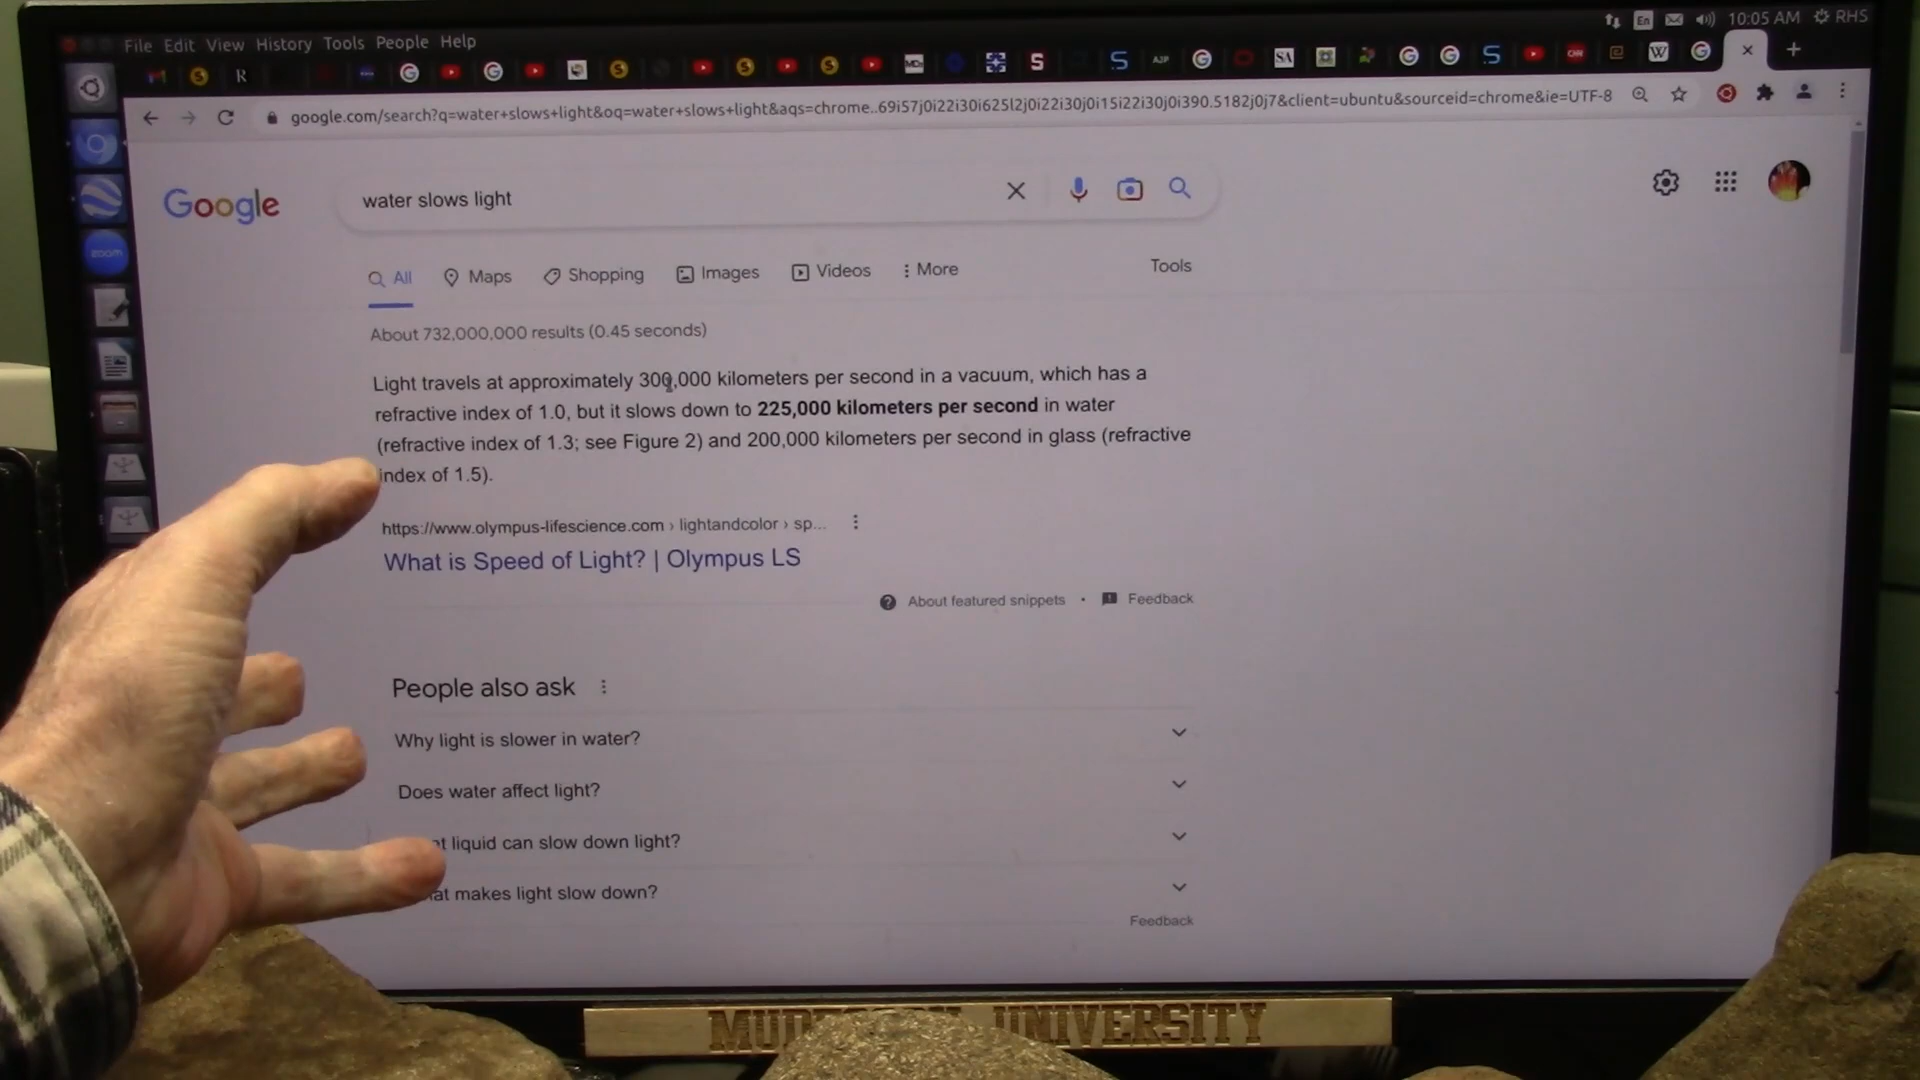 10:05 AM RHS
En
File Edit View History Tools People Help
google.com/search?q=water+slows+light&oq=water+slows+light&aqs=chrome..69i57j0i22i30i625l2j0i22i30j0i15i22i30j0i390.5182j0j7&client=ubuntu&sourceid=chrome&ie=UTF-8
Google
water slows light
All Maps Shopping Images Videos More Tools
About 732,000,000 results (0.45 seconds)
Light travels at approximately 300,000 kilometers per second in a vacuum, which has a
refractive index of 1.0, but it slows down to 225,000 kilometers per second in water
(refractive index of 1.3; see Figure 2) and 200,000 kilometers per second in glass (refractive
index of 1.5).
https://www.olympus-lifescience.com › lightandcolor › sp...
What is Speed of Light? | Olympus LS
About featured snippets • Feedback
People also ask
Why light is slower in water?
Does water affect light?
liquid can slow down light?
makes light slow down?
Feedback
zoom
UNIVERSITY